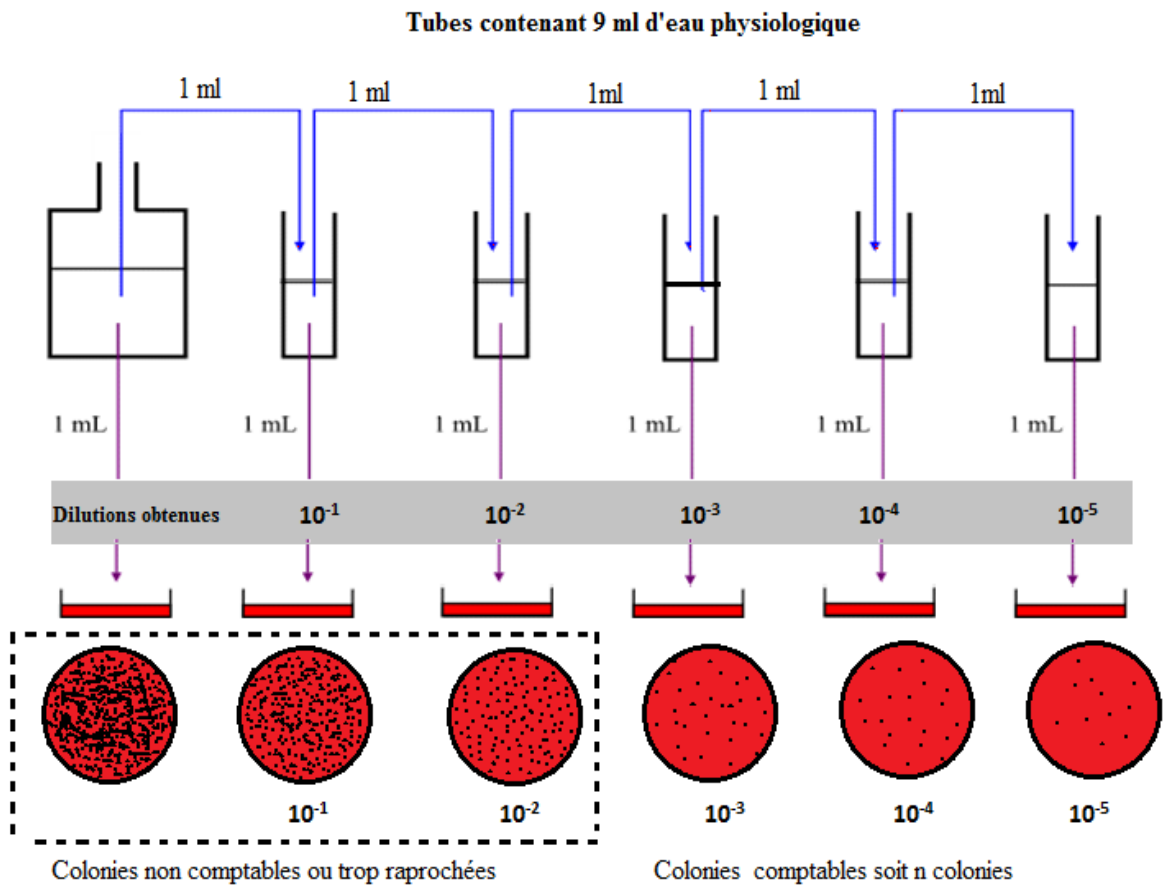 Tubes contenant 9 ml d'eau physiologique
1 ml 1 ml 1ml 1 ml 1ml
1 mL 1 mL 1 mL 1 mL 1 mL 1 mL
Dilutions obtenues 10⁻¹ 10⁻² 10⁻³ 10⁻⁴ 10⁻⁵
10⁻¹ 10⁻² 10⁻³ 10⁻⁴ 10⁻⁵
Colonies non comptables ou trop raprochées Colonies comptables soit n colonies